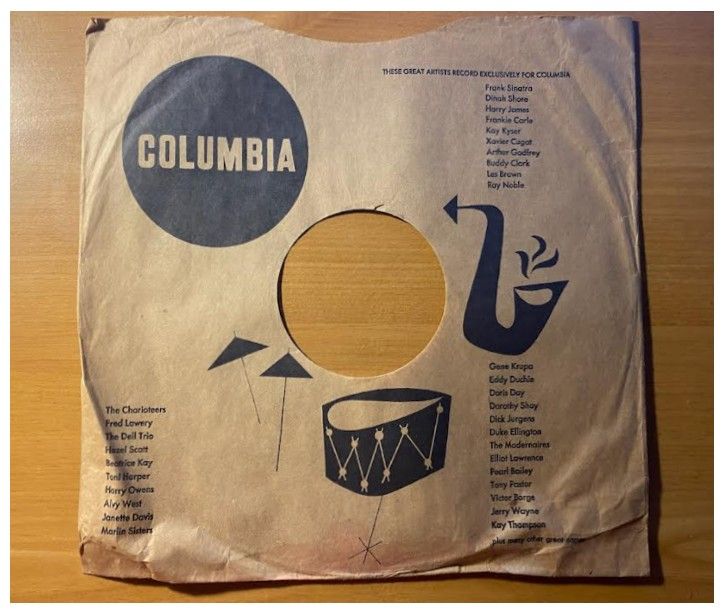 COLUMBIA
THESE GREAT ARTISTS RECORD EXCLUSIVELY FOR COLUMBIA
Frank Sinatra
Dinah Shore
Harry James
Frankie Carle
Kay Kyser
Xavier Cugat
Arthur Godfrey
Buddy Clark
Les Brown
Ray Noble
Gene Krupa
Eddy Duchin
Doris Day
Dorothy Shay
Dick Jurgens
Duke Ellington
The Modernaires
Elliot Lawrence
Pearl Bailey
Tony Pastor
Victor Borge
Jerry Wayne
Kay Thompson
plus many other great
The Charioteers
Fred Lowery
The Dell Trio
Hazel Scott
Beatrice Kay
Toni Harper
Harry Owens
Alvy West
Janette Davis
Marlin Sisters